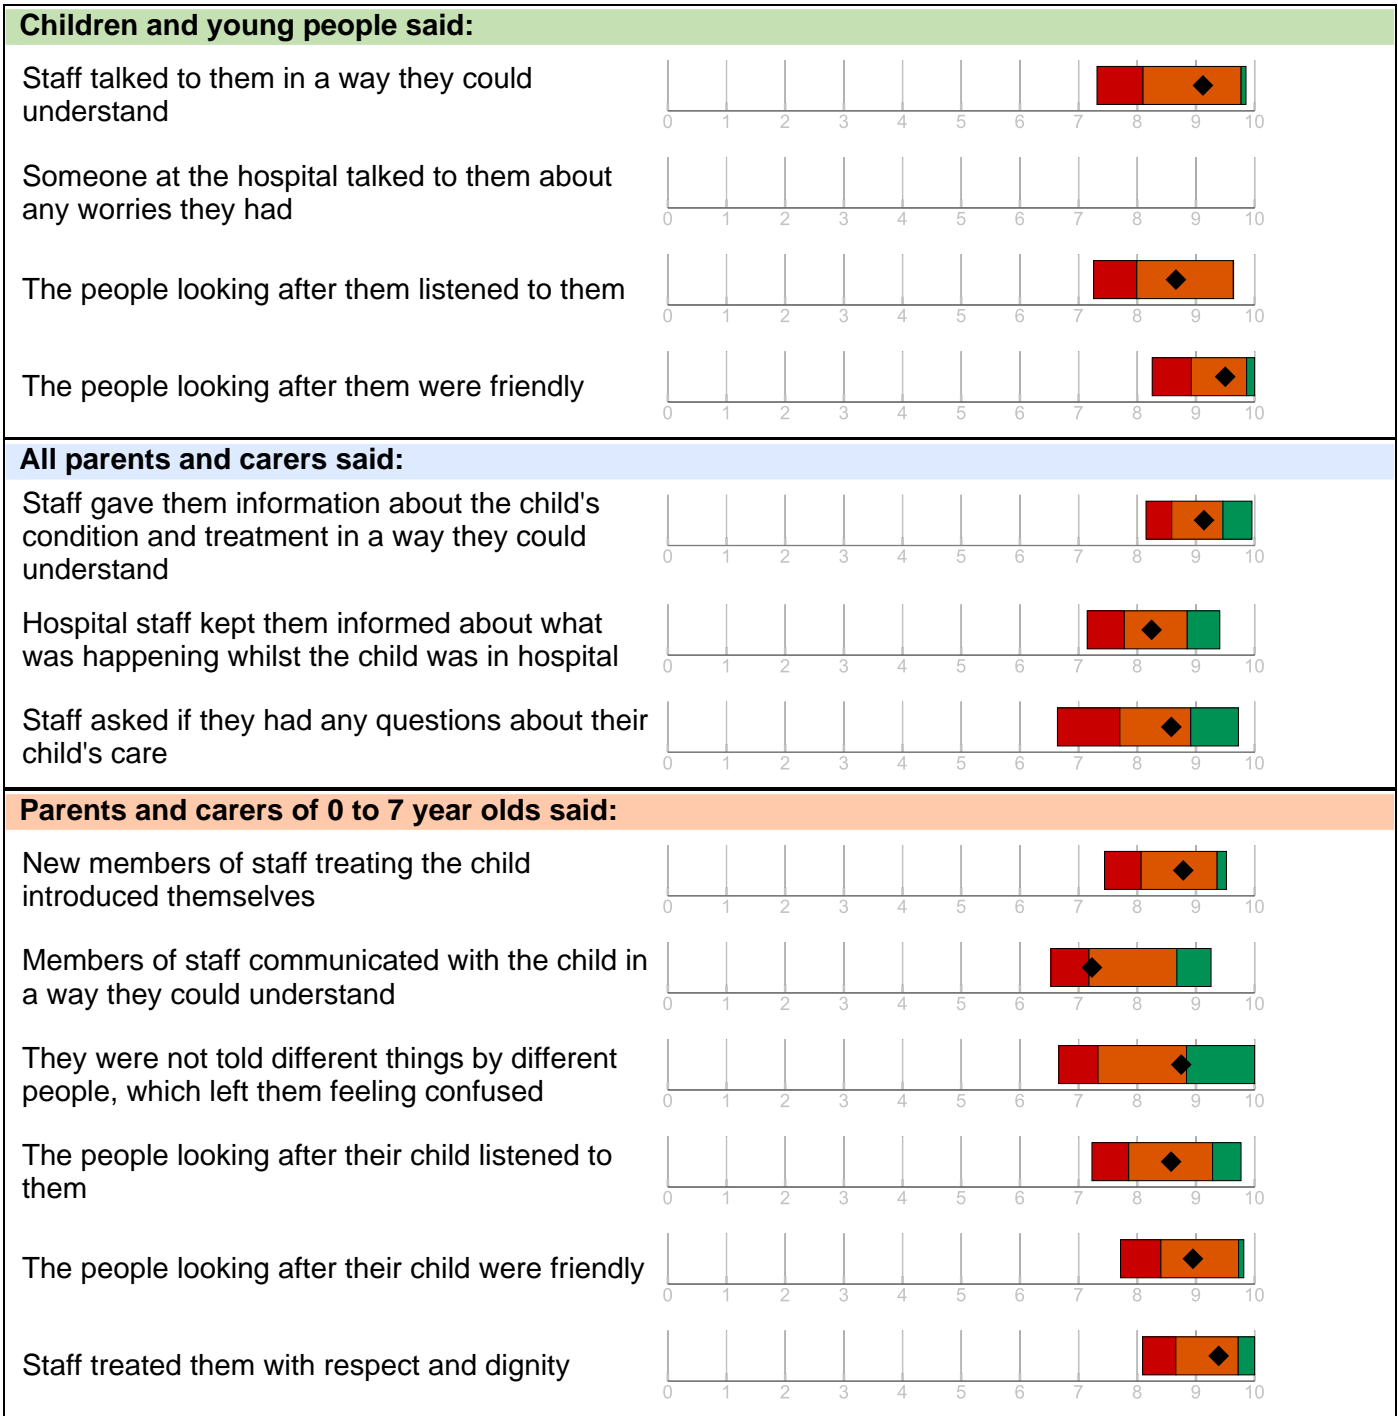 Children and young people said:
Staff talked to them in a way they could
understand
0 1 2 3 4 5 6 7 8 9 10
Someone at the hospital talked to them about
any worries they had
0 1 2 3 4 5 6 7 8 9 10
The people looking after them listened to them
0 1 2 3 4 5 6 7 8 9 10
The people looking after them were friendly
0 1 2 3 4 5 6 7 8 9 10
All parents and carers said:
Staff gave them information about the child's
condition and treatment in a way they could
understand
0 1 2 3 4 5 6 7 8 9 10
Hospital staff kept them informed about what
was happening whilst the child was in hospital
0 1 2 3 4 5 6 7 8 9 10
Staff asked if they had any questions about their
child's care
0 1 2 3 4 5 6 7 8 9 10
Parents and carers of 0 to 7 year olds said:
New members of staff treating the child
introduced themselves
0 1 2 3 4 5 6 7 8 9 10
Members of staff communicated with the child in
a way they could understand
0 1 2 3 4 5 6 7 8 9 10
They were not told different things by different
people, which left them feeling confused
0 1 2 3 4 5 6 7 8 9 10
The people looking after their child listened to
them
0 1 2 3 4 5 6 7 8 9 10
The people looking after their child were friendly
0 1 2 3 4 5 6 7 8 9 10
Staff treated them with respect and dignity
0 1 2 3 4 5 6 7 8 9 10